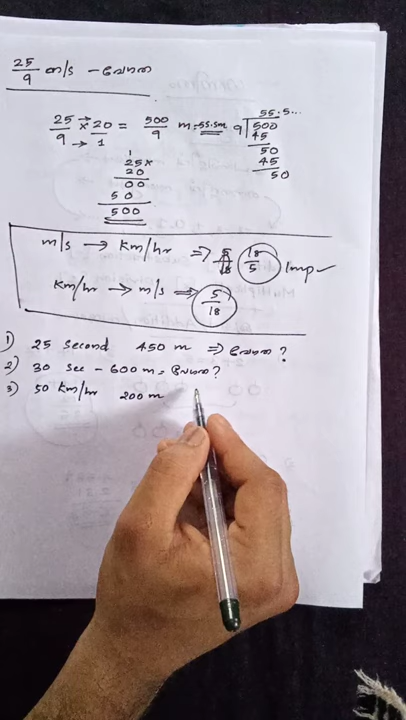 25/9 m/s - വേഗത
25/9 × 20/1 = 500/9 m = 55.5m
55.5...
9 500
45
50
45
50
25 ×
20
00
50
500
m/s → Km/hr ⇒ 18/5 Imp
Km/hr → m/s ⇒ 5/18
1) 25 Second 450 m ⇒ വേഗത ?
2) 30 Sec - 600 m = വേഗത ?
3) 50 Km/hr 200 m